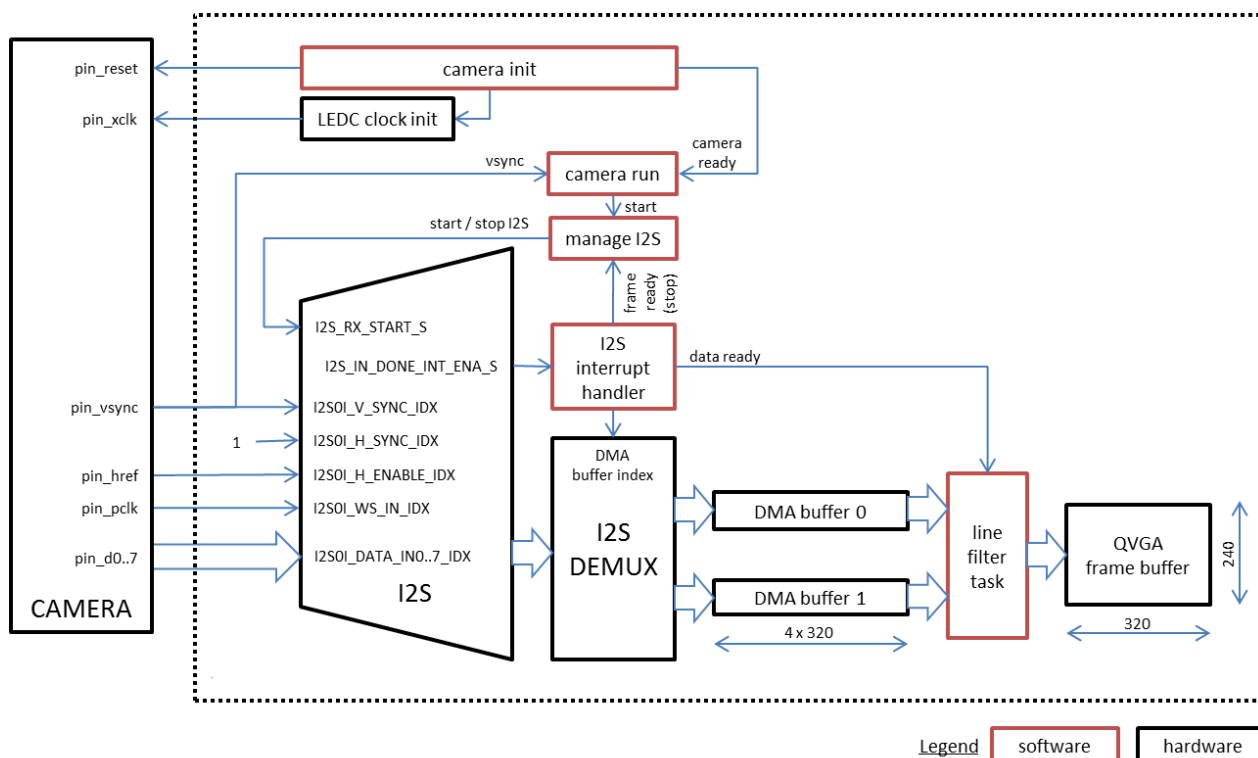 pin_reset
camera init
pin_xclk
LEDC clock init
camera
ready
vsync
camera run
start
start / stop I2S
manage I2S
frame
ready
(stop)
I2S_RX_START_S
I2S
interrupt
handler
data ready
I2S_IN_DONE_INT_ENA_S
pin_vsync
I2S0I_V_SYNC_IDX
1
I2S0I_H_SYNC_IDX
DMA
buffer index
pin_href
I2S0I_H_ENABLE_IDX
pin_pclk
I2S0I_WS_IN_IDX
DMA buffer 0
pin_d0..7
I2S0I_DATA_IN0..7_IDX
I2S
I2S
DEMUX
line
filter
task
QVGA
frame buffer
240
CAMERA
DMA buffer 1
4 x 320
320
Legend
software
hardware